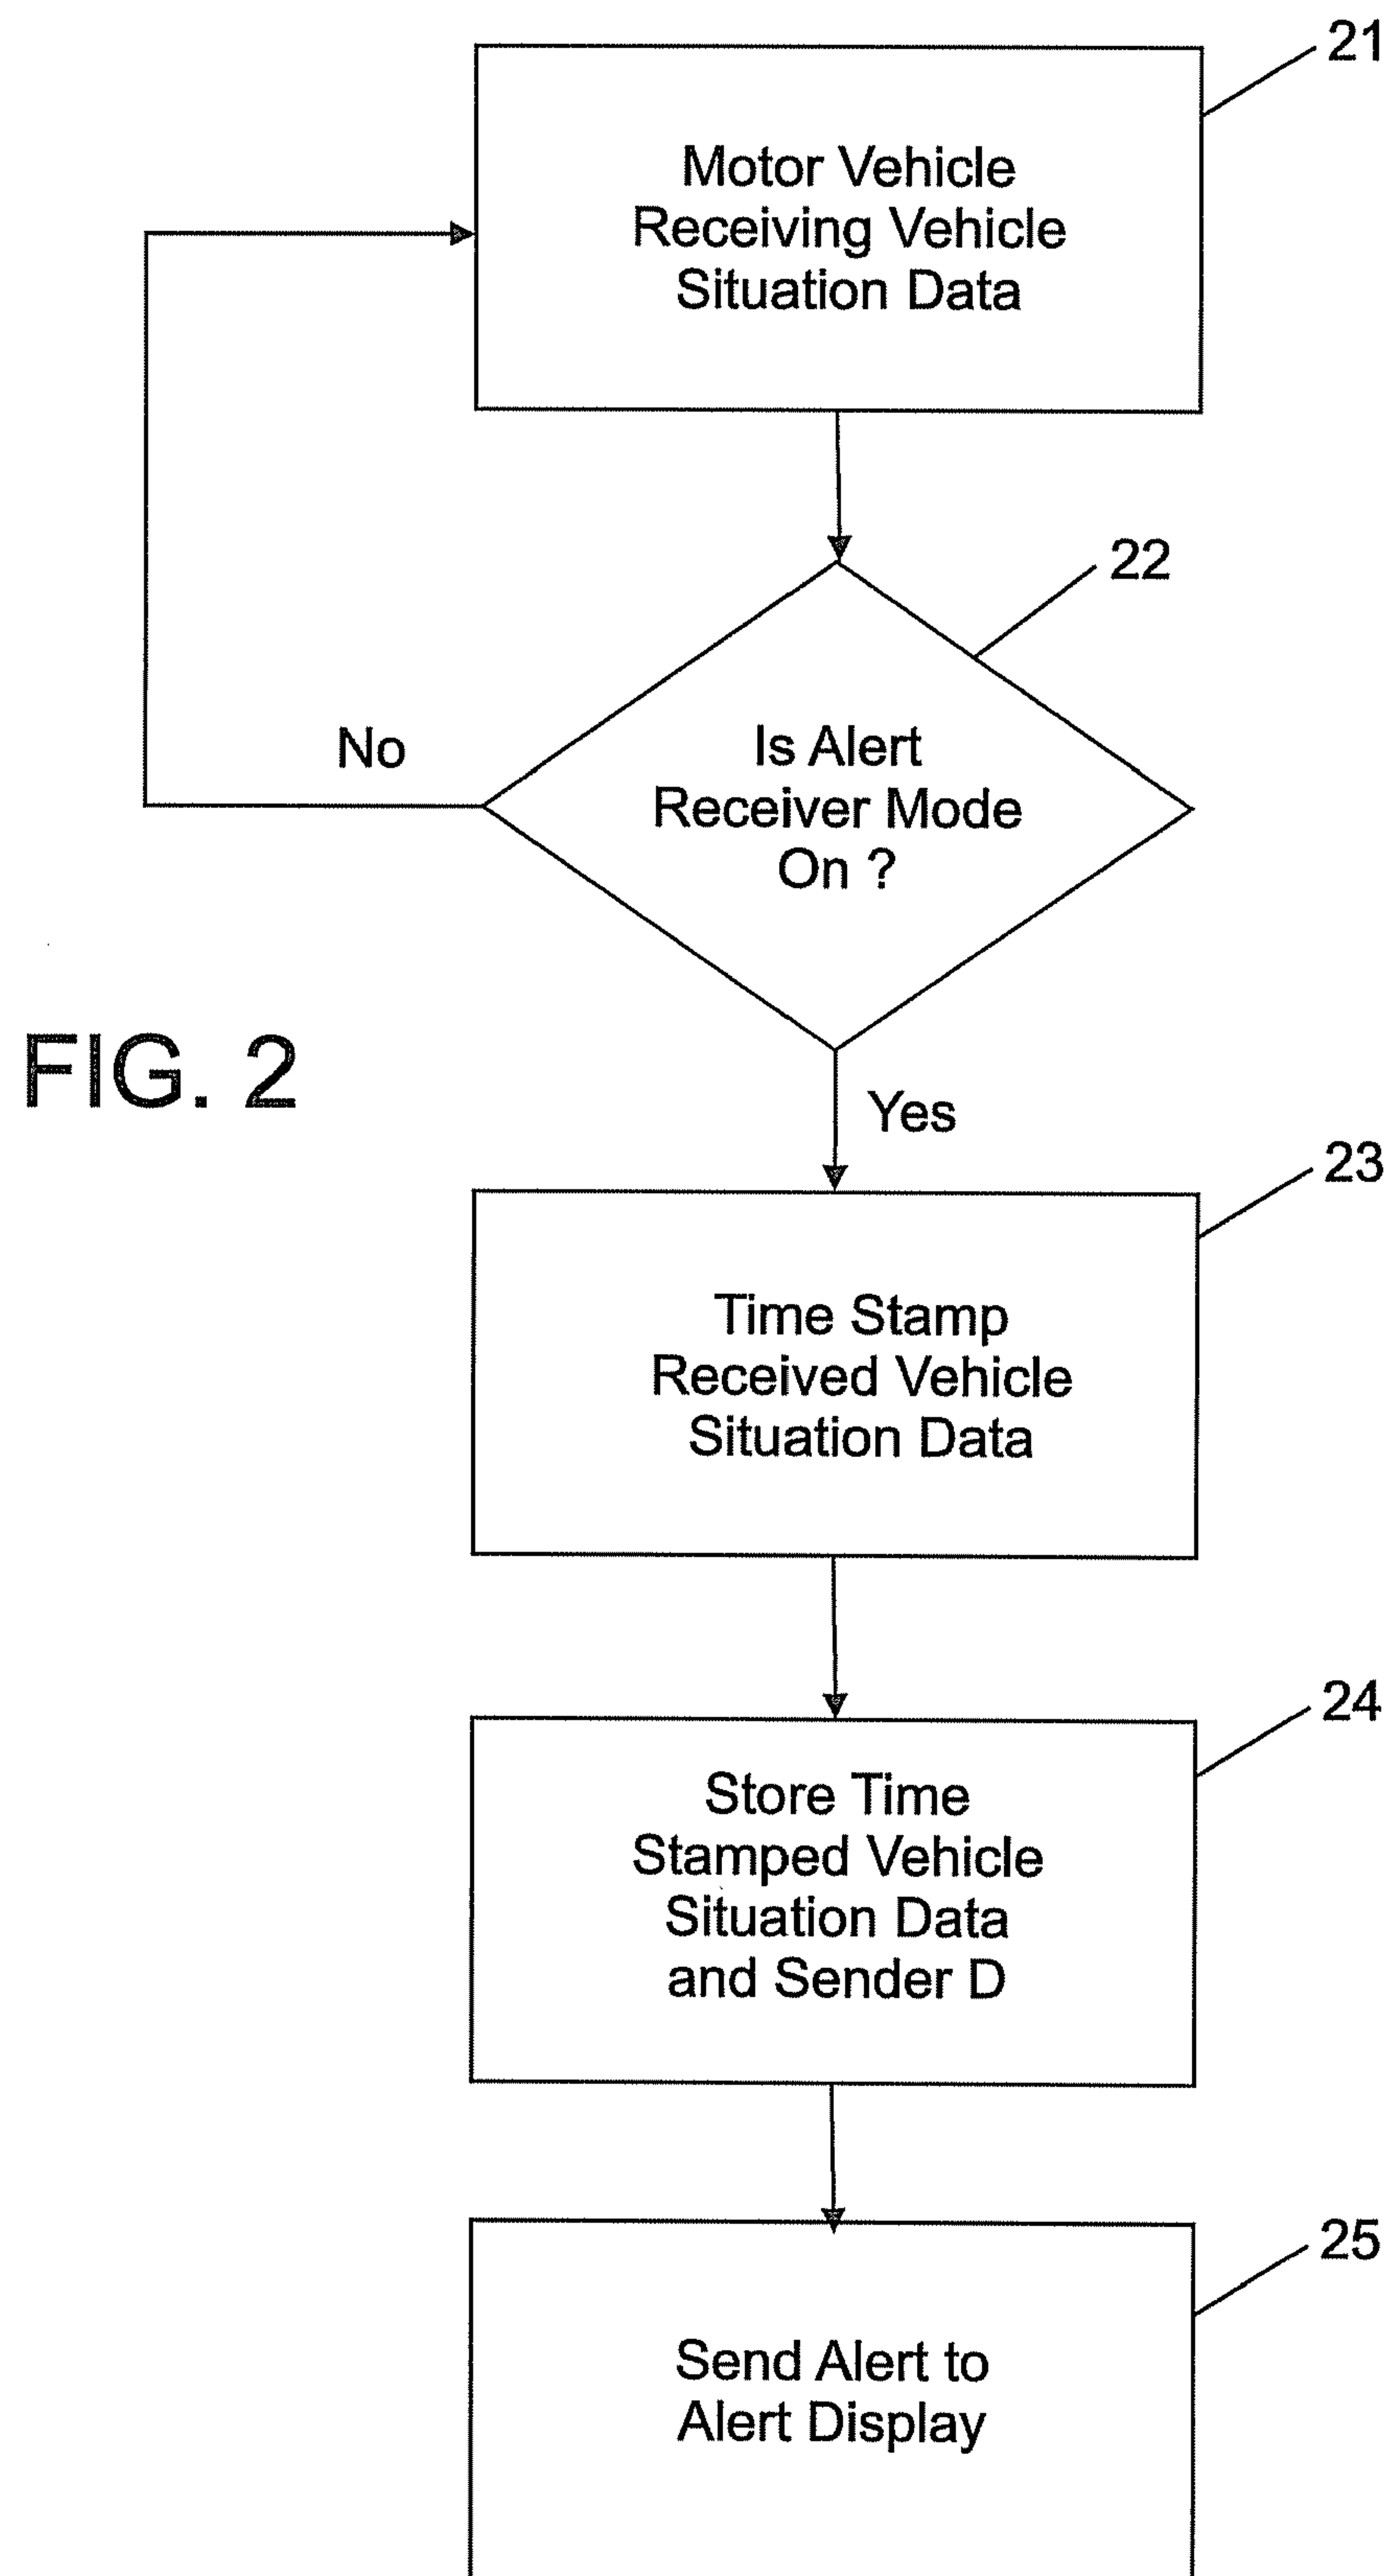 21
Motor Vehicle
Receiving Vehicle
Situation Data
22
No
Is Alert
Receiver Mode
On ?
FIG. 2
Yes
23
Time Stamp
Received Vehicle
Situation Data
24
Store Time
Stamped Vehicle
Situation Data
and Sender D
25
Send Alert to
Alert Display